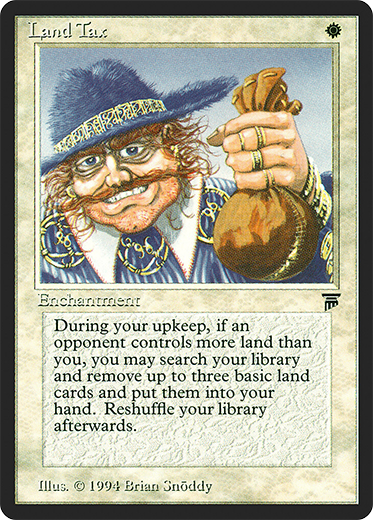 Land Tax
Enchantment
During your upkeep, if an
opponent controls more land than
you, you may search your library
and remove up to three basic land
cards and put them into your
hand. Reshuffle your library
afterwards.
Illus. © 1994 Brian Snöddy